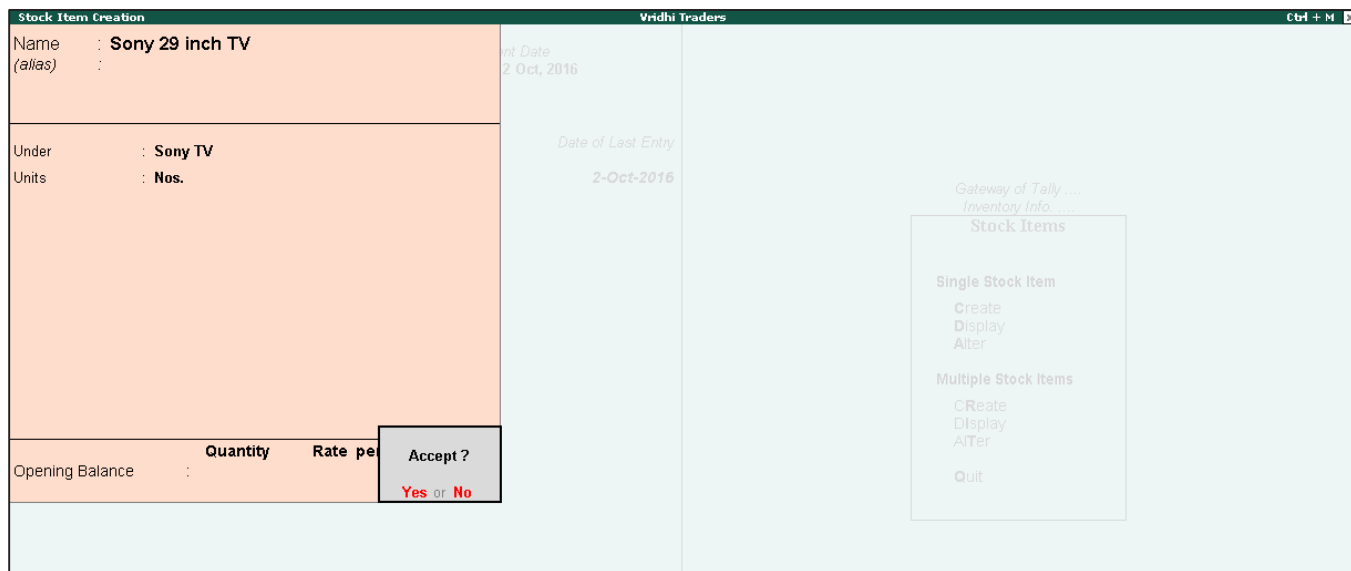 Stock Item Creation Vridhi Traders Ctrl + M
Name : Sony 29 inch TV
(alias) :
nt Date
2 Oct, 2016
Under : Sony TV
Units : Nos.
Date of Last Entry
2-Oct-2016
Gateway of Tally ....
Inventory Info. ....
Stock Items
Single Stock Item
Create
Display
Alter
Multiple Stock Items
CReate
DIsplay
AlTer
Quit
Quantity Rate per
Opening Balance :
Accept ?
Yes or No